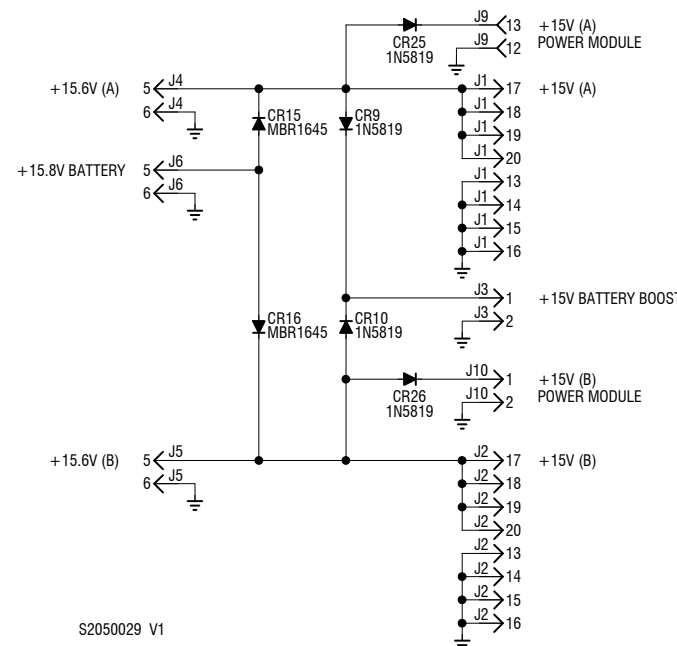 J9 13 +15V (A)
CR25 J9 12 POWER MODULE
1N5819
+15.6V (A) 5 J4 J1 17 +15V (A)
6 J4 CR15 CR9 J1 18
MBR1645 1N5819 J1 19
J1 20
+15.8V BATTERY 5 J6 J1 13
6 J6 J1 14
J1 15
J1 16
J3 1 +15V BATTERY BOOST
CR16 CR10 J3 2
MBR1645 1N5819
J10 1 +15V (B)
CR26 J10 2 POWER MODULE
1N5819
+15.6V (B) 5 J5 J2 17 +15V (B)
6 J5 J2 18
J2 19
J2 20
J2 13
J2 14
J2 15
S2050029 V1 J2 16